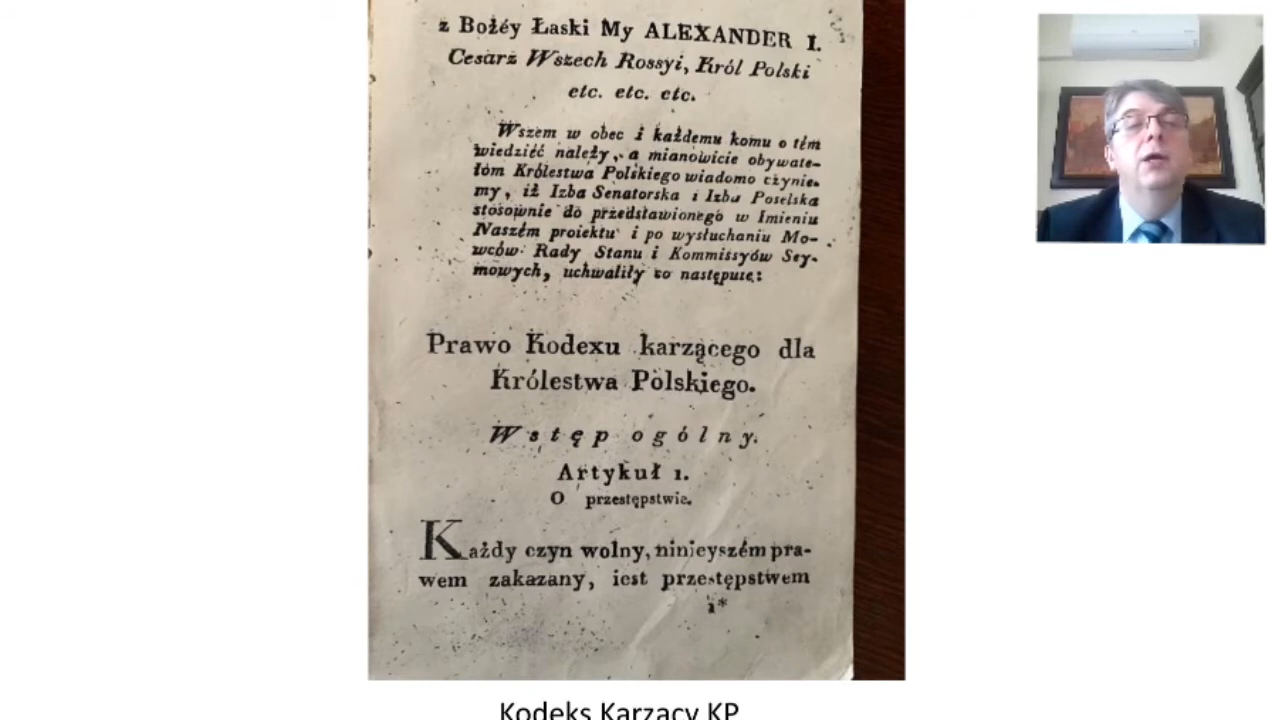 z Bożéy Łaski My ALEXANDER I.
Cesarz Wszech Rossyi, Król Polski
etc. etc. etc.
Wszem w obec i każdemu komu o tém
wiedzieć należy, a mianowicie obywate-
lom Królestwa Polskiego wiadomo czynie-
my, iż Izba Senatorska i Izba Poselska
stosownie do przedstawionego w Imieniu
Naszém proiektu i po wysłuchaniu Mo-
wców Rady Stanu i Kommissyów Sey-
mowych, uchwaliły co następuie:
Prawo Kodexu karzącego dla
Królestwa Polskiego.
Wstęp ogólny.
Artykuł 1.
O przestępstwie.
Każdy czyn wolny, ninieyszém pra-
wem zakazany, iest przestępstwem
1*
Kodeks Karzący KP